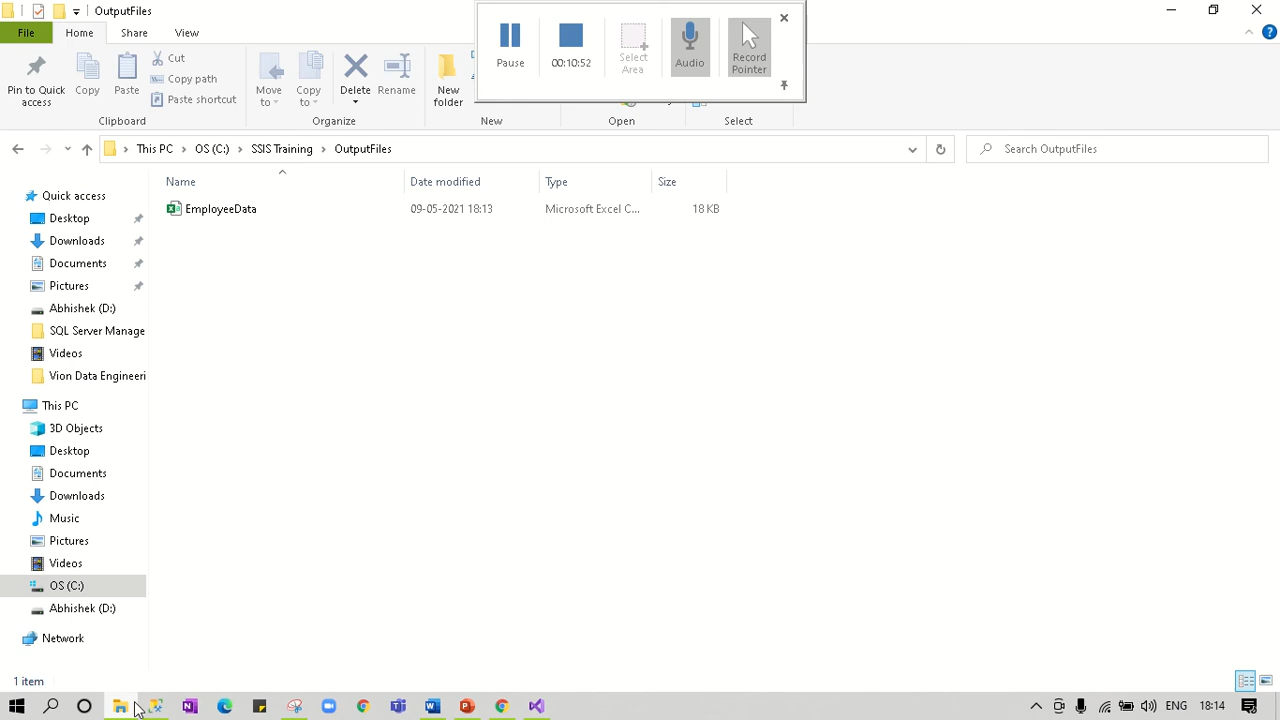 OutputFiles
File Home Share View
Pin to Quick access
Copy
Paste
Cut
Copy path
Paste shortcut
Clipboard
Move to
Copy to
Delete
Rename
Organize
New folder
New
Open
Select
Pause
00:10:52
Select Area
Audio
Record Pointer
This PC OS (C:) SSIS Training OutputFiles
Search OutputFiles
Name Date modified Type Size
EmployeeData 09-05-2021 18:13 Microsoft Excel C... 18 KB
Quick access
Desktop
Downloads
Documents
Pictures
Abhishek (D:)
SQL Server Manage
Videos
Vion Data Engineeri
This PC
3D Objects
Desktop
Documents
Downloads
Music
Pictures
Videos
OS (C:)
Abhishek (D:)
Network
1 item
ENG 18:14